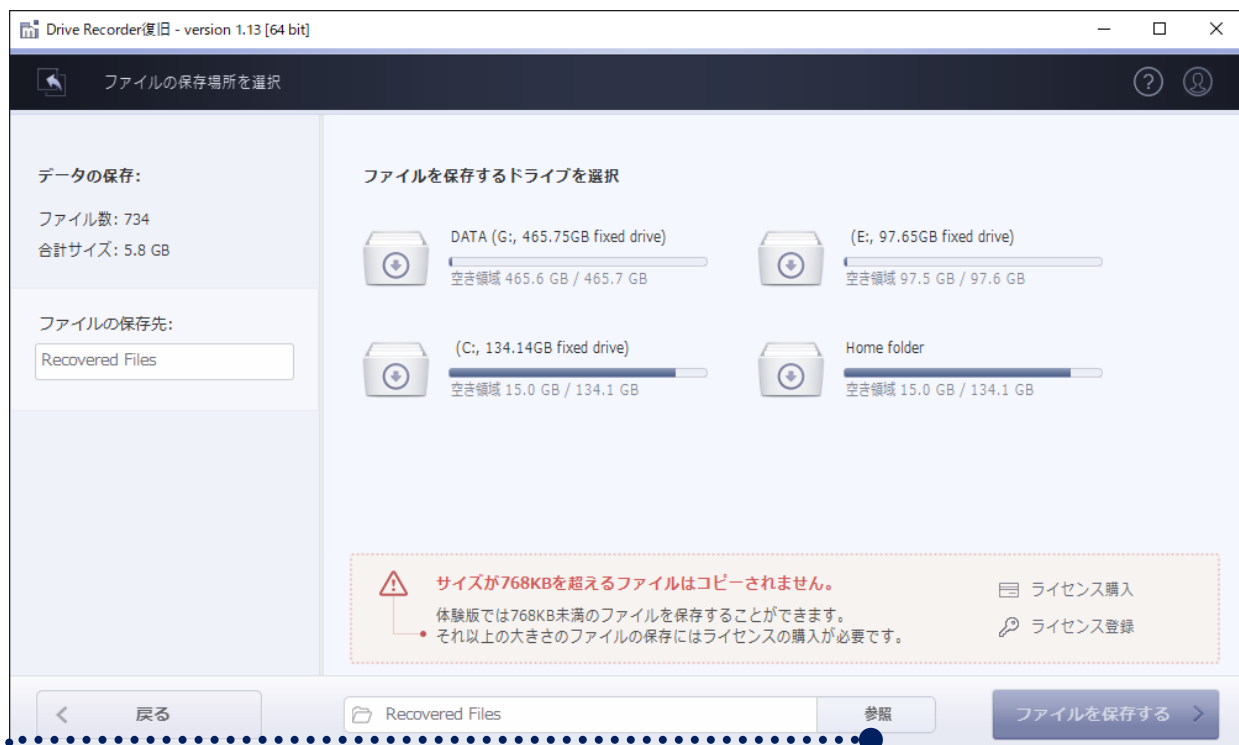 Drive Recorder復旧 - version 1.13 [64 bit]
ファイルの保存場所を選択
データの保存:
ファイル数: 734
合計サイズ: 5.8 GB
ファイルの保存先:
Recovered Files
ファイルを保存するドライブを選択
DATA (G:, 465.75GB fixed drive)
空き領域 465.6 GB / 465.7 GB
(E:, 97.65GB fixed drive)
空き領域 97.5 GB / 97.6 GB
(C:, 134.14GB fixed drive)
空き領域 15.0 GB / 134.1 GB
Home folder
空き領域 15.0 GB / 134.1 GB
サイズが768KBを超えるファイルはコピーされません。
体験版では768KB未満のファイルを保存することができます。
それ以上の大きさのファイルの保存にはライセンスの購入が必要です。
ライセンス購入
ライセンス登録
戻る
Recovered Files
参照
ファイルを保存する